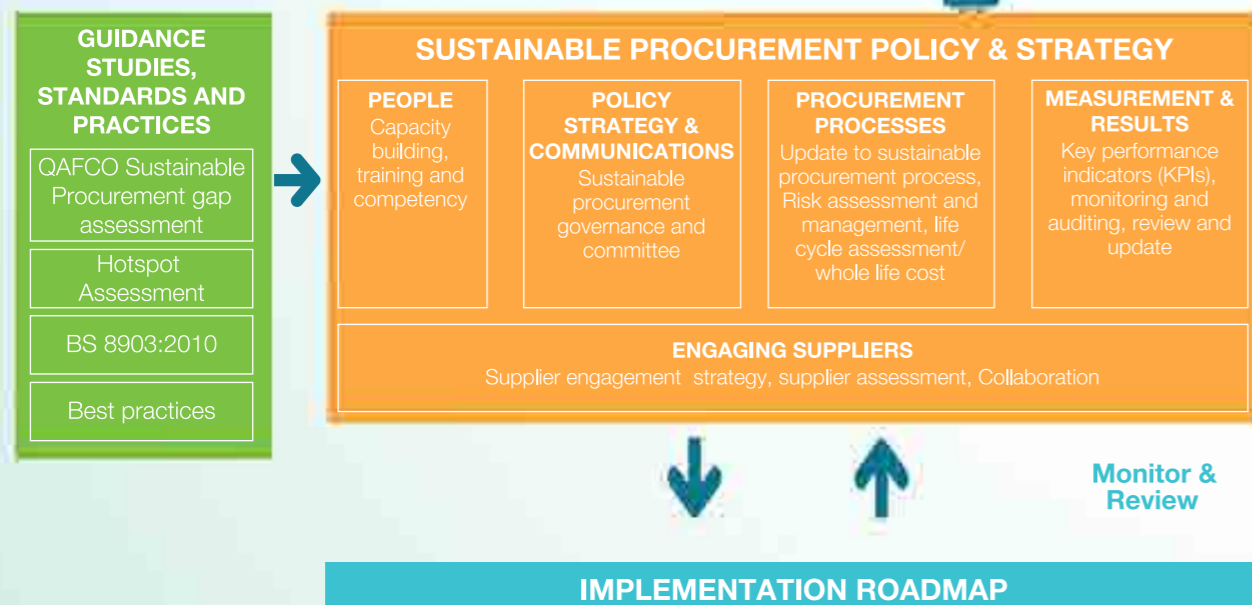 GUIDANCE
STUDIES,
STANDARDS AND
PRACTICES
QAFCO Sustainable
Procurement gap
assessment
Hotspot
Assessment
BS 8903:2010
Best practices
SUSTAINABLE PROCUREMENT POLICY & STRATEGY
PEOPLE
Capacity
building,
training and
competency
POLICY
STRATEGY &
COMMUNICATIONS
Sustainable
procurement
governance and
committee
PROCUREMENT
PROCESSES
Update to sustainable
procurement process,
Risk assessment and
management, life
cycle assessment/
whole life cost
MEASUREMENT &
RESULTS
Key performance
indicators (KPIs),
monitoring and
auditing, review and
update
ENGAGING SUPPLIERS
Supplier engagement strategy, supplier assessment, Collaboration
Monitor &
Review
IMPLEMENTATION ROADMAP